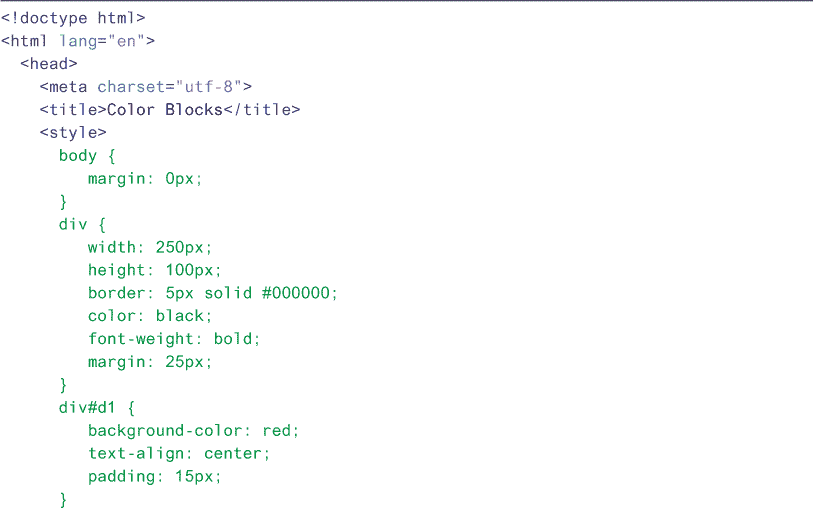 <!doctype html>
<html lang="en">
  <head>
    <meta charset="utf-8">
    <title>Color Blocks</title>
    <style>
      body {
         margin: 0px;
      }
      div {
         width: 250px;
         height: 100px;
         border: 5px solid #000000;
         color: black;
         font-weight: bold;
         margin: 25px;
      }
      div#d1 {
         background-color: red;
         text-align: center;
         padding: 15px;
      }